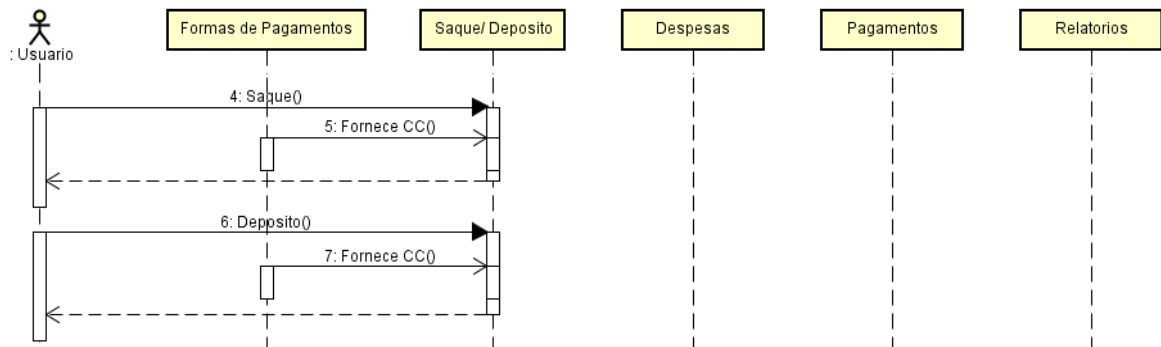 : Usuario
Formas de Pagamentos
Saque/ Deposito
Despesas
Pagamentos
Relatorios
4: Saque()
5: Fornece CC()
6: Deposito()
7: Fornece CC()